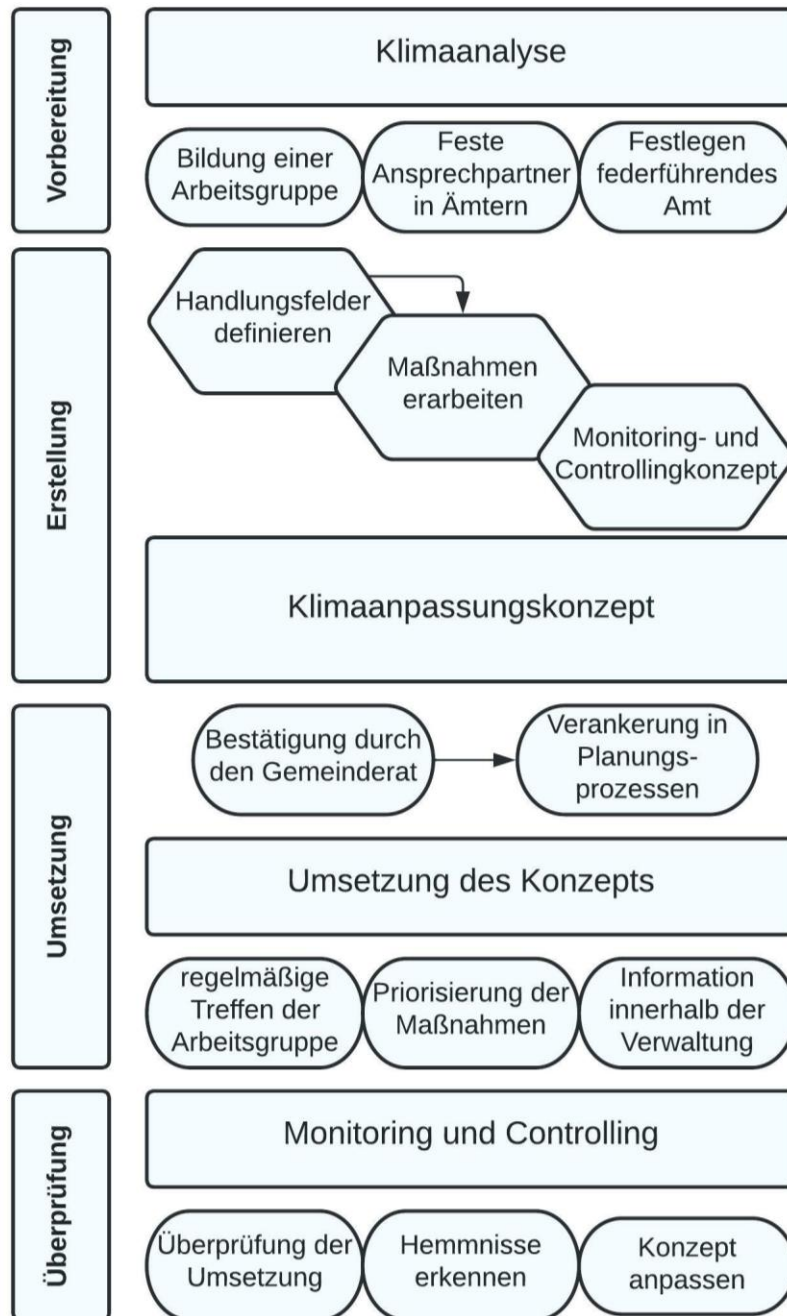 Vorbereitung
Klimaanalyse
Bildung einer
Arbeitsgruppe
Feste
Ansprechpartner
in Ämtern
Festlegen
federführendes
Amt
Erstellung
Handlungsfelder
definieren
Maßnahmen
erarbeiten
Monitoring- und
Controllingkonzept
Klimaanpassungskonzept
Umsetzung
Bestätigung durch
den Gemeinderat
Verankerung in
Planungs-
prozessen
Umsetzung des Konzepts
regelmäßige
Treffen der
Arbeitsgruppe
Priorisierung der
Maßnahmen
Information
innerhalb der
Verwaltung
Überprüfung
Monitoring und Controlling
Überprüfung der
Umsetzung
Hemmnisse
erkennen
Konzept
anpassen